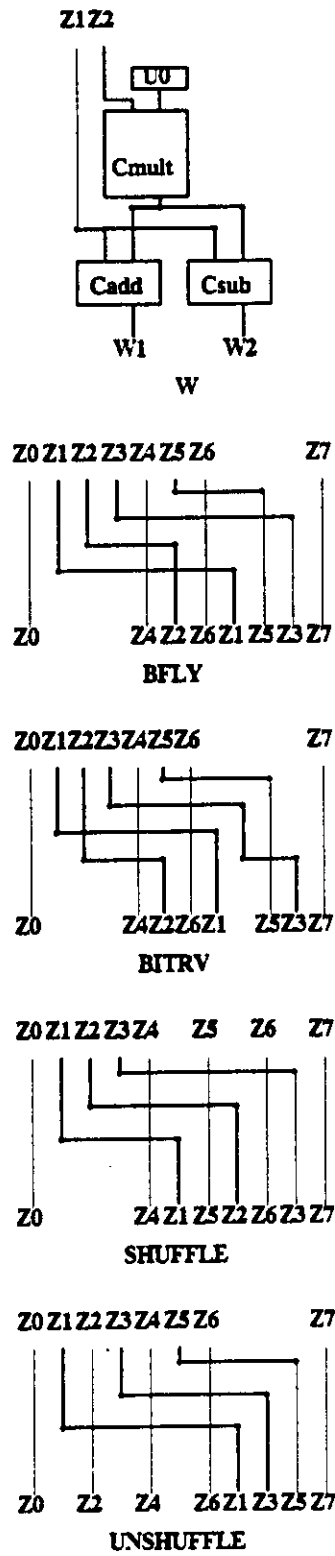 Z1 Z2
U0
Cmult
Cadd Csub
W1 W2
W
Z0 Z1 Z2 Z3 Z4 Z5 Z6 Z7
Z0 Z4 Z2 Z6 Z1 Z5 Z3 Z7
BFLY
Z0 Z1 Z2 Z3 Z4 Z5 Z6 Z7
Z0 Z4 Z2 Z6 Z1 Z5 Z3 Z7
BITRV
Z0 Z1 Z2 Z3 Z4 Z5 Z6 Z7
Z0 Z4 Z1 Z5 Z2 Z6 Z3 Z7
SHUFFLE
Z0 Z1 Z2 Z3 Z4 Z5 Z6 Z7
Z0 Z2 Z4 Z6 Z1 Z3 Z5 Z7
UNSHUFFLE